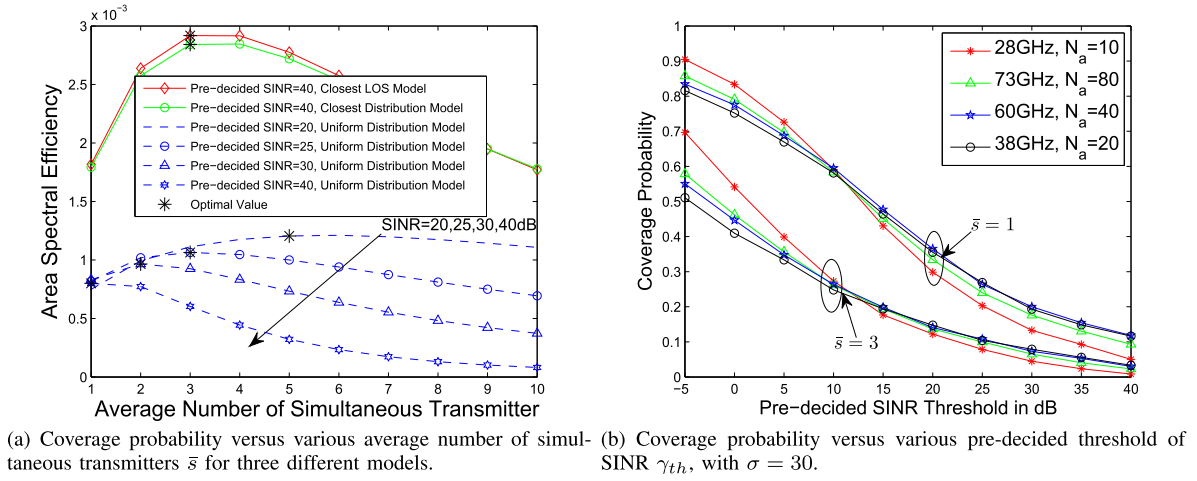 × 10⁻³
3
2.5
2
1.5
1
0.5
0
Area Spectral Efficiency
Pre-decided SINR=40, Closest LOS Model
Pre-decided SINR=40, Closest Distribution Model
Pre-decided SINR=20, Uniform Distribution Model
Pre-decided SINR=25, Uniform Distribution Model
Pre-decided SINR=30, Uniform Distribution Model
Pre-decided SINR=40, Uniform Distribution Model
Optimal Value
SINR=20,25,30,40dB
1 2 3 4 5 6 7 8 9 10
Average Number of Simultaneous Transmitter
(a) Coverage probability versus various average number of simul-
taneous transmitters s̄ for three different models.
1
0.9
0.8
0.7
0.6
0.5
0.4
0.3
0.2
0.1
0
Coverage Probability
28GHz, Nₐ=10
73GHz, Nₐ=80
60GHz, Nₐ=40
38GHz, Nₐ=20
s̄ = 1
s̄ = 3
−5 0 5 10 15 20 25 30 35 40
Pre-decided SINR Threshold in dB
(b) Coverage probability versus various pre-decided threshold of
SINR γₜₕ, with σ = 30.